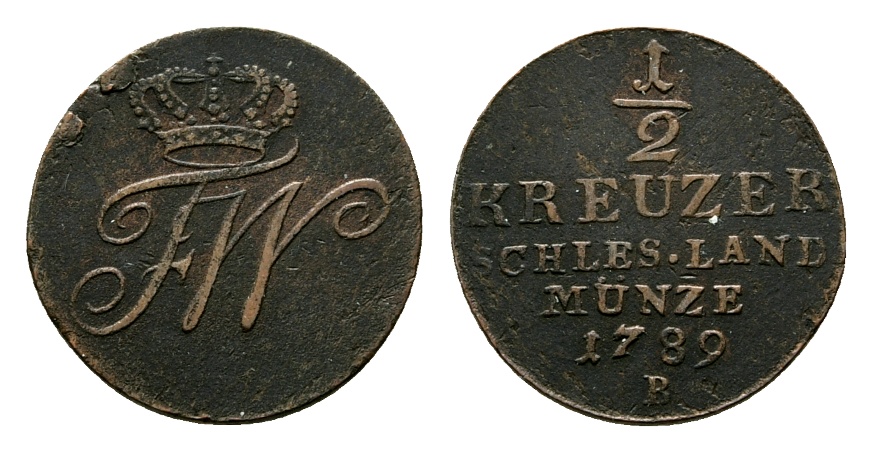 FW
1/2
KREUZER
SCHLES.LAND
MÜNZE
1789
B